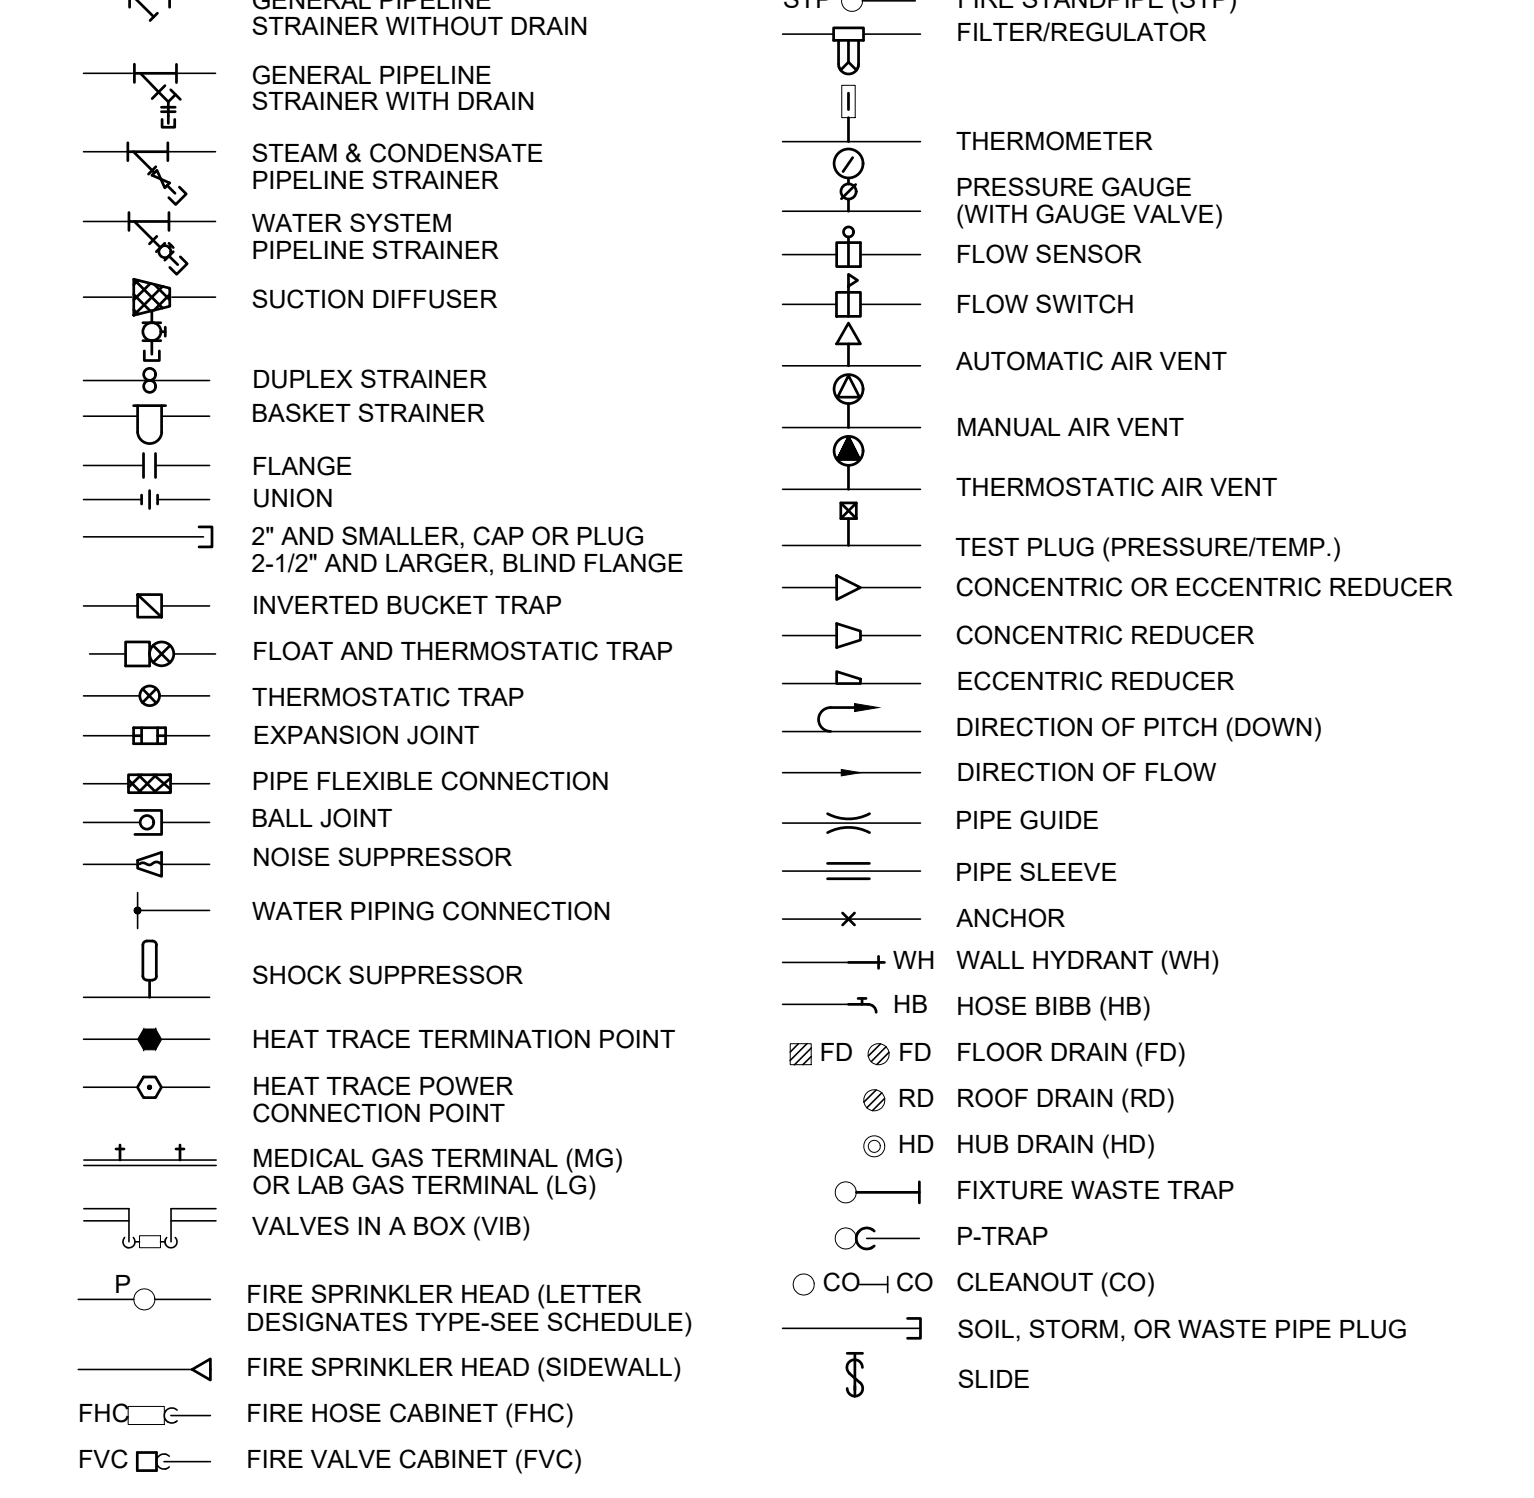 GENERAL PIPELINE
STRAINER WITHOUT DRAIN
GENERAL PIPELINE
STRAINER WITH DRAIN
STEAM & CONDENSATE
PIPELINE STRAINER
WATER SYSTEM
PIPELINE STRAINER
SUCTION DIFFUSER
DUPLEX STRAINER
BASKET STRAINER
FLANGE
UNION
2" AND SMALLER, CAP OR PLUG
2-1/2" AND LARGER, BLIND FLANGE
INVERTED BUCKET TRAP
FLOAT AND THERMOSTATIC TRAP
THERMOSTATIC TRAP
EXPANSION JOINT
PIPE FLEXIBLE CONNECTION
BALL JOINT
NOISE SUPPRESSOR
WATER PIPING CONNECTION
SHOCK SUPPRESSOR
HEAT TRACE TERMINATION POINT
HEAT TRACE POWER
CONNECTION POINT
MEDICAL GAS TERMINAL (MG)
OR LAB GAS TERMINAL (LG)
VALVES IN A BOX (VIB)
P
FIRE SPRINKLER HEAD (LETTER
DESIGNATES TYPE-SEE SCHEDULE)
FIRE SPRINKLER HEAD (SIDEWALL)
FHC FIRE HOSE CABINET (FHC)
FVC FIRE VALVE CABINET (FVC)
STP FIRE STANDPIPE (STP)
FILTER/REGULATOR
THERMOMETER
PRESSURE GAUGE
(WITH GAUGE VALVE)
FLOW SENSOR
FLOW SWITCH
AUTOMATIC AIR VENT
MANUAL AIR VENT
THERMOSTATIC AIR VENT
TEST PLUG (PRESSURE/TEMP.)
CONCENTRIC OR ECCENTRIC REDUCER
CONCENTRIC REDUCER
ECCENTRIC REDUCER
DIRECTION OF PITCH (DOWN)
DIRECTION OF FLOW
PIPE GUIDE
PIPE SLEEVE
ANCHOR
WH WALL HYDRANT (WH)
HB HOSE BIBB (HB)
FD FD FLOOR DRAIN (FD)
RD ROOF DRAIN (RD)
HD HUB DRAIN (HD)
FIXTURE WASTE TRAP
P-TRAP
CO CO CLEANOUT (CO)
SOIL, STORM, OR WASTE PIPE PLUG
SLIDE